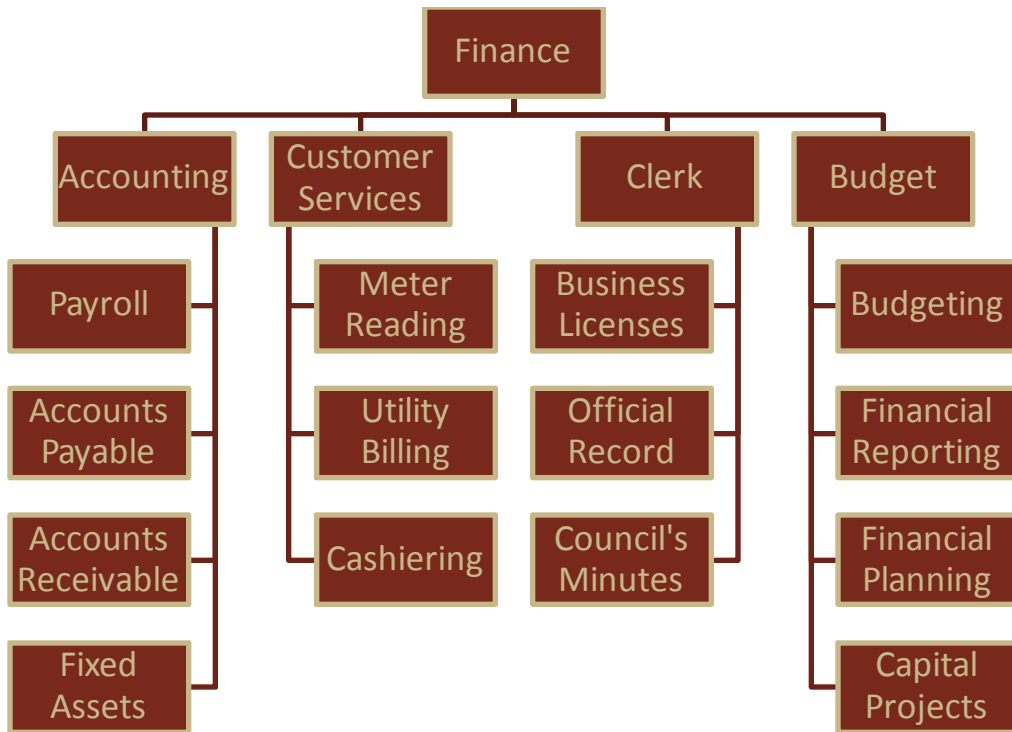 Finance
Accounting
Customer
Services
Clerk
Budget
Payroll
Meter
Reading
Business
Licenses
Budgeting
Accounts
Payable
Utility
Billing
Official
Record
Financial
Reporting
Accounts
Receivable
Cashiering
Council's
Minutes
Financial
Planning
Fixed
Assets
Capital
Projects